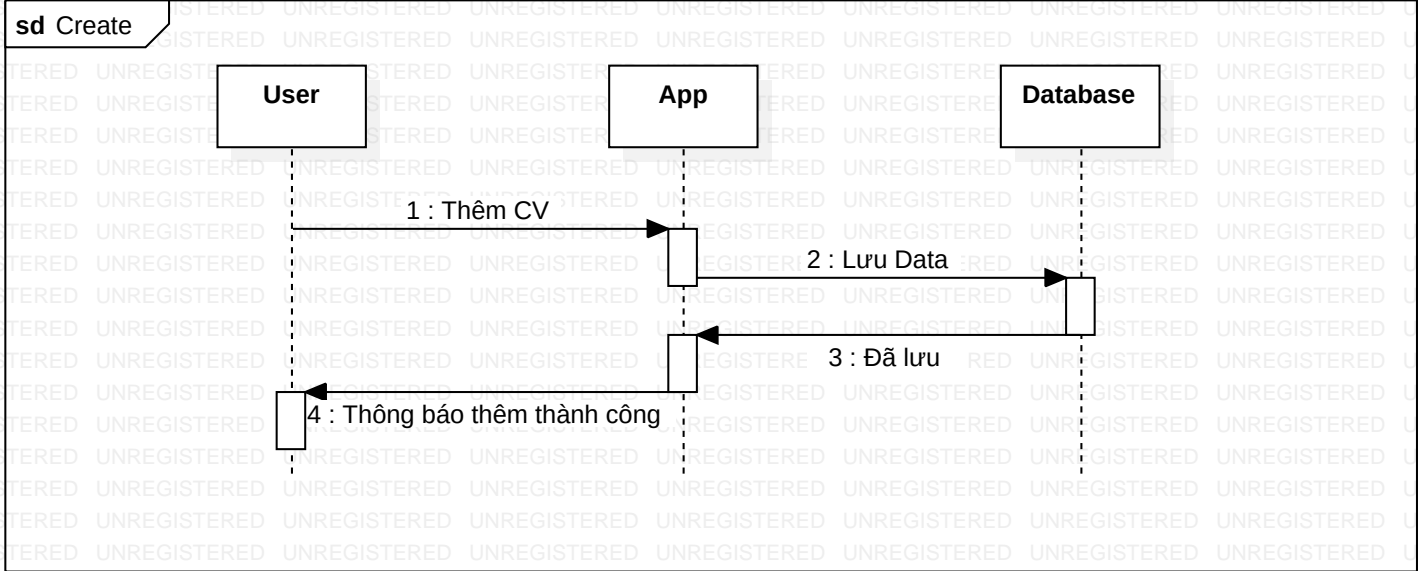 sd Create
User
App
Database
1 : Thêm CV
2 : Lưu Data
3 : Đã lưu
4 : Thông báo thêm thành công
UNREGISTERED